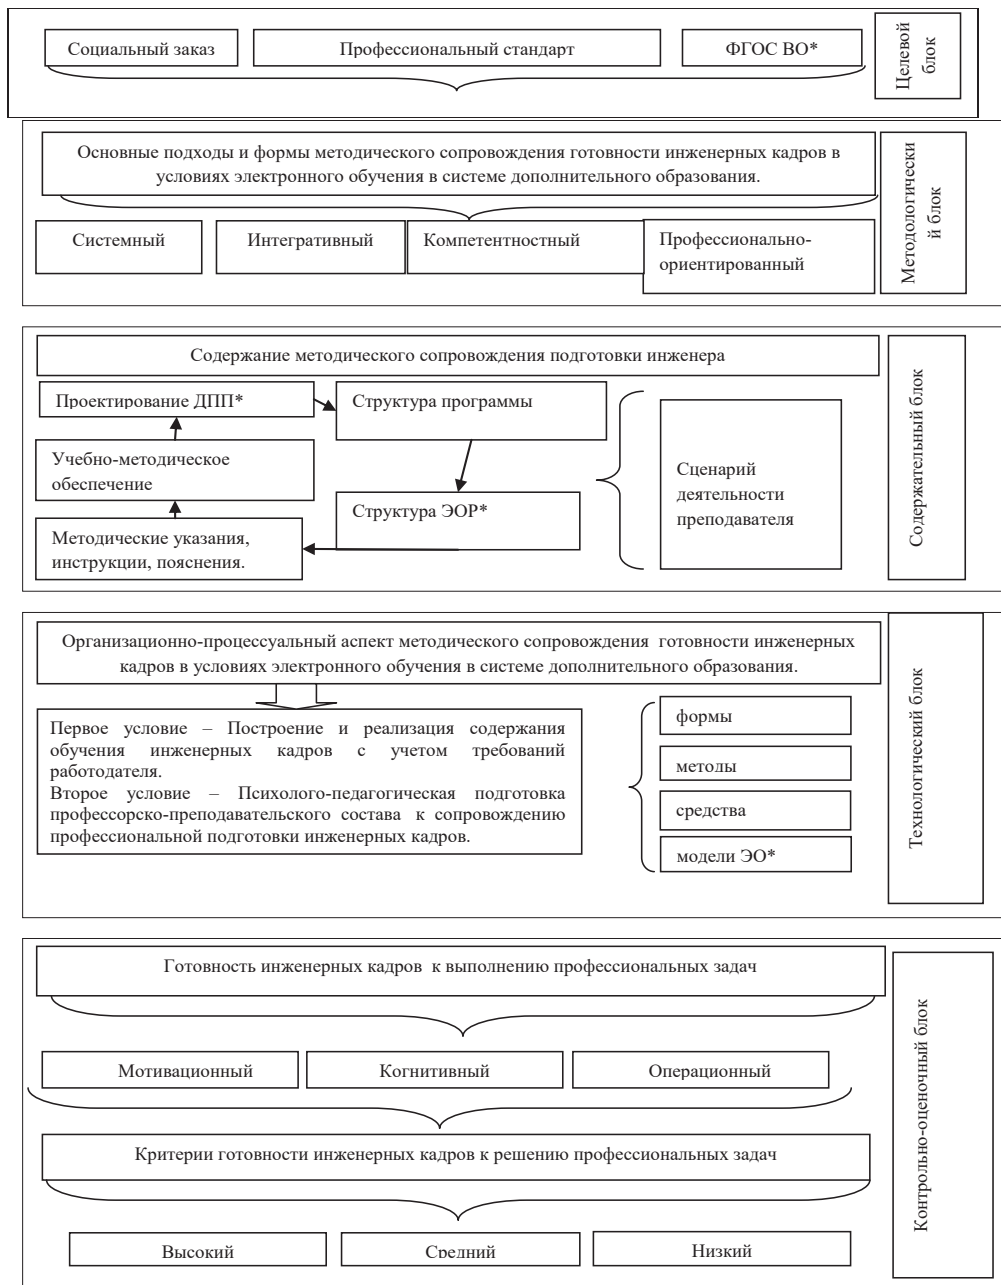 Социальный заказ
Профессиональный стандарт
ФГОС ВО*
Целевой
блок
Основные подходы и формы методического сопровождения готовности инженерных кадров в
условиях электронного обучения в системе дополнительного образования.
Системный
Интегративный
Компетентностный
Профессионально-
ориентированный
Методологически
й блок
Содержание методического сопровождения подготовки инженера
Проектирование ДПП*
Структура программы
Учебно-методическое
обеспечение
Структура ЭОР*
Методические указания,
инструкции, пояснения.
Сценарий
деятельности
преподавателя
Содержательный блок
Организационно-процессуальный аспект методического сопровождения готовности инженерных
кадров в условиях электронного обучения в системе дополнительного образования.
Первое условие – Построение и реализация содержания
обучения инженерных кадров с учетом требований
работодателя.
Второе условие – Психолого-педагогическая подготовка
профессорско-преподавательского состава к сопровождению
профессиональной подготовки инженерных кадров.
формы
методы
средства
модели ЭО*
Технологический блок
Готовность инженерных кадров к выполнению профессиональных задач
Мотивационный
Когнитивный
Операционный
Критерии готовности инженерных кадров к решению профессиональных задач
Высокий
Средний
Низкий
Контрольно-оценочный блок